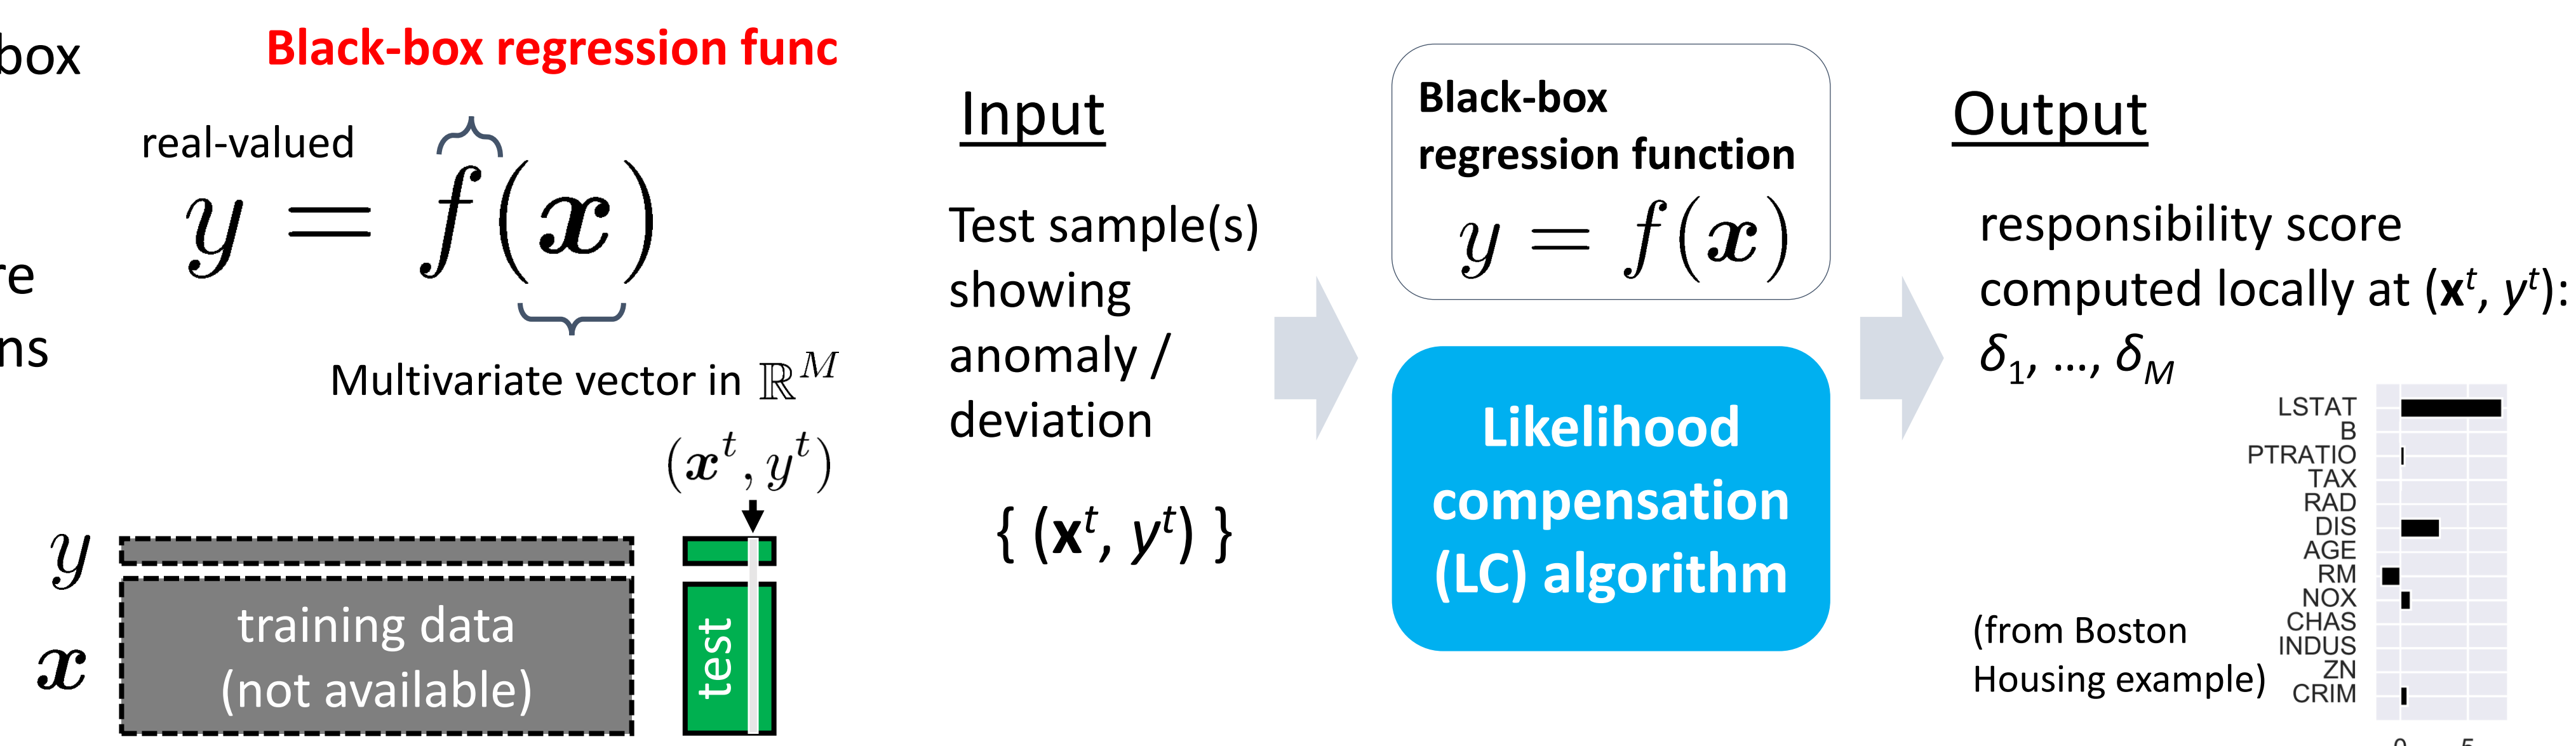 box
re
ns
Black-box regression func
real-valued
y = f(x)
Multivariate vector in ℝ^M
(x^t, y^t)
y
x
training data
(not available)
test
Input
Test sample(s)
showing
anomaly /
deviation
{ (x^t, y^t) }
Black-box
regression function
y = f(x)
Likelihood
compensation
(LC) algorithm
Output
responsibility score
computed locally at (x^t, y^t):
δ_1, ..., δ_M
(from Boston
Housing example)
LSTAT
B
PTRATIO
TAX
RAD
DIS
AGE
RM
NOX
CHAS
INDUS
ZN
CRIM
0 5